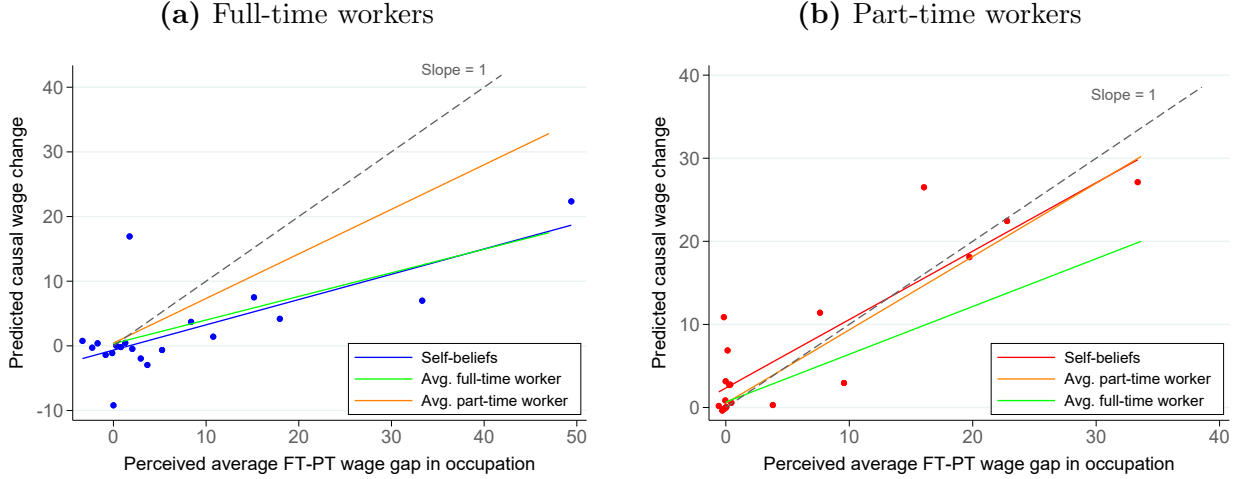 (a) Full-time workers
Predicted causal wage change
40
30
20
10
0
-10
Slope = 1
Self-beliefs
Avg. full-time worker
Avg. part-time worker
0 10 20 30 40 50
Perceived average FT-PT wage gap in occupation
(b) Part-time workers
Predicted causal wage change
40
30
20
10
0
Slope = 1
Self-beliefs
Avg. part-time worker
Avg. full-time worker
0 10 20 30 40
Perceived average FT-PT wage gap in occupation